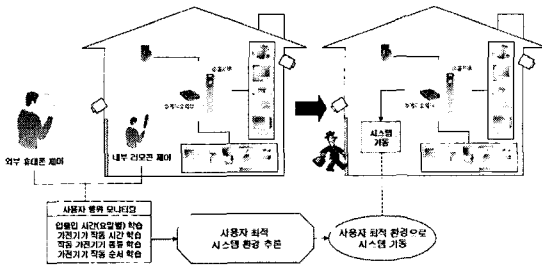 외부 휴대폰 제어
내부 리모콘 제어
시스템
가동
사용자 행위 모니터링
입출입 시간(요일별) 학습
가전기기 작동 시간 학습
작동 가전기기 종류 학습
가전기기 작동 순서 학습
사용자 최적
시스템 환경 추론
사용자 최적 환경으로
시스템 가동